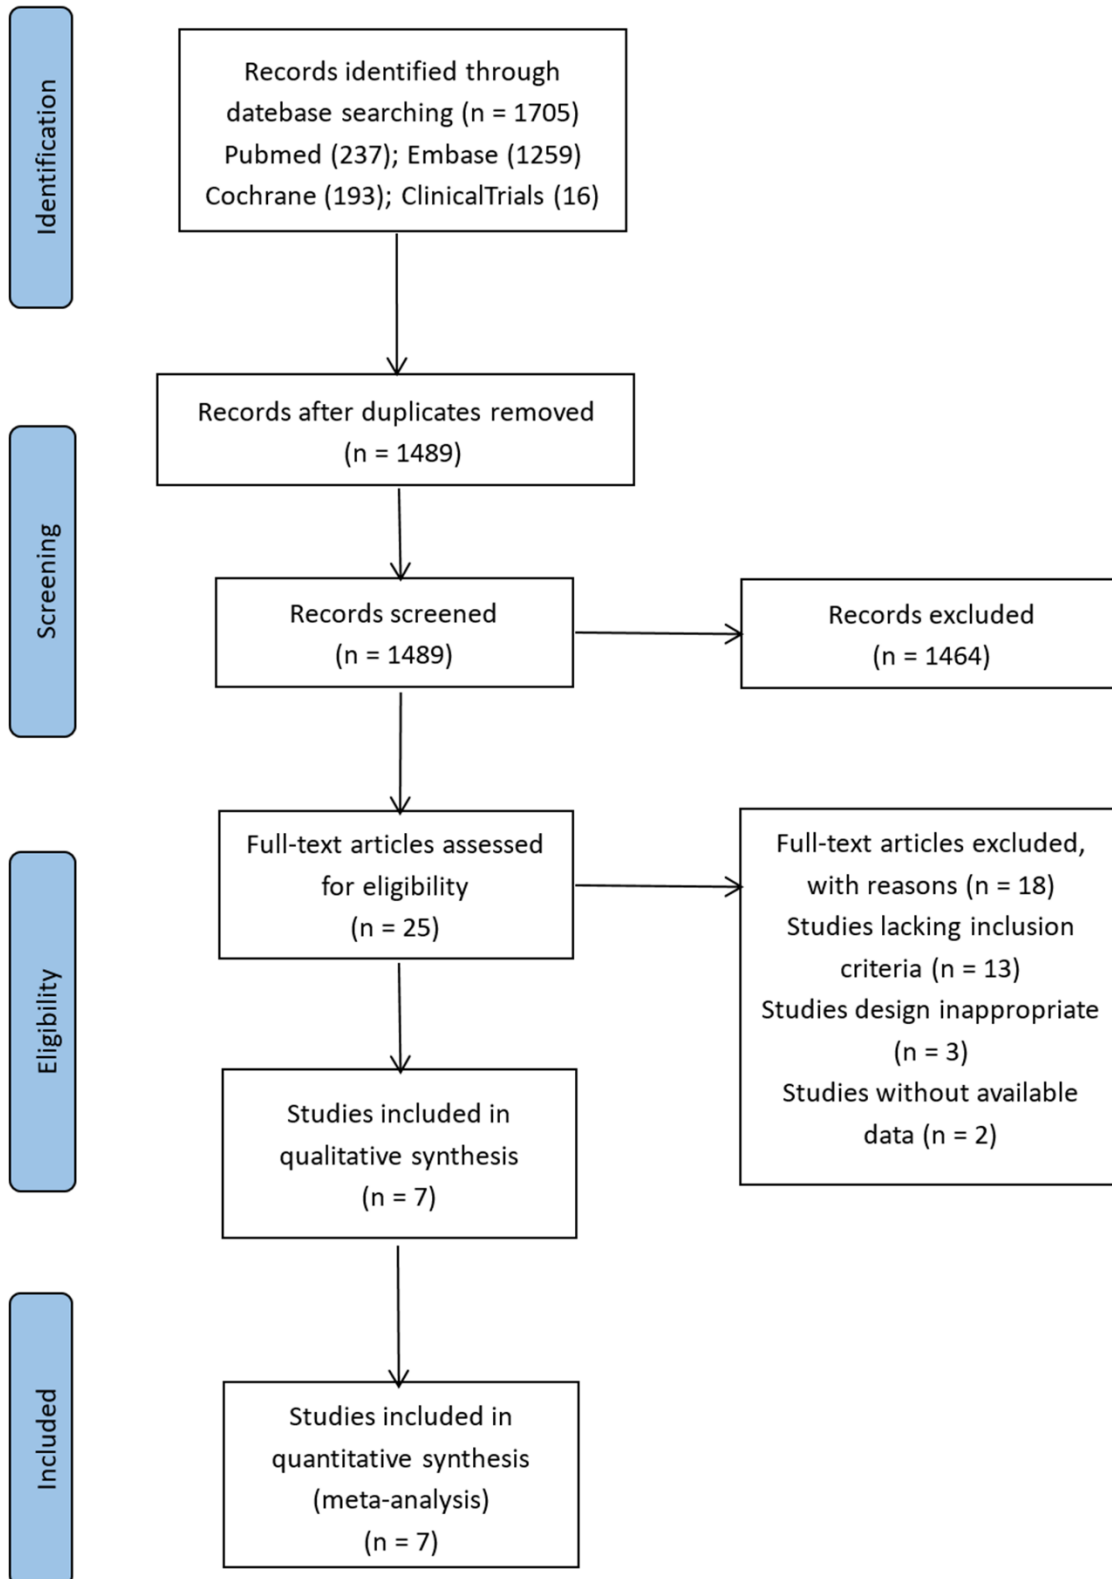 Identification
Records identified through
datebase searching (n = 1705)
Pubmed (237); Embase (1259)
Cochrane (193); ClinicalTrials (16)
Records after duplicates removed
(n = 1489)
Screening
Records screened
(n = 1489)
Records excluded
(n = 1464)
Eligibility
Full-text articles assessed
for eligibility
(n = 25)
Full-text articles excluded,
with reasons (n = 18)
Studies lacking inclusion
criteria (n = 13)
Studies design inappropriate
(n = 3)
Studies without available
data (n = 2)
Studies included in
qualitative synthesis
(n = 7)
Included
Studies included in
quantitative synthesis
(meta-analysis)
(n = 7)